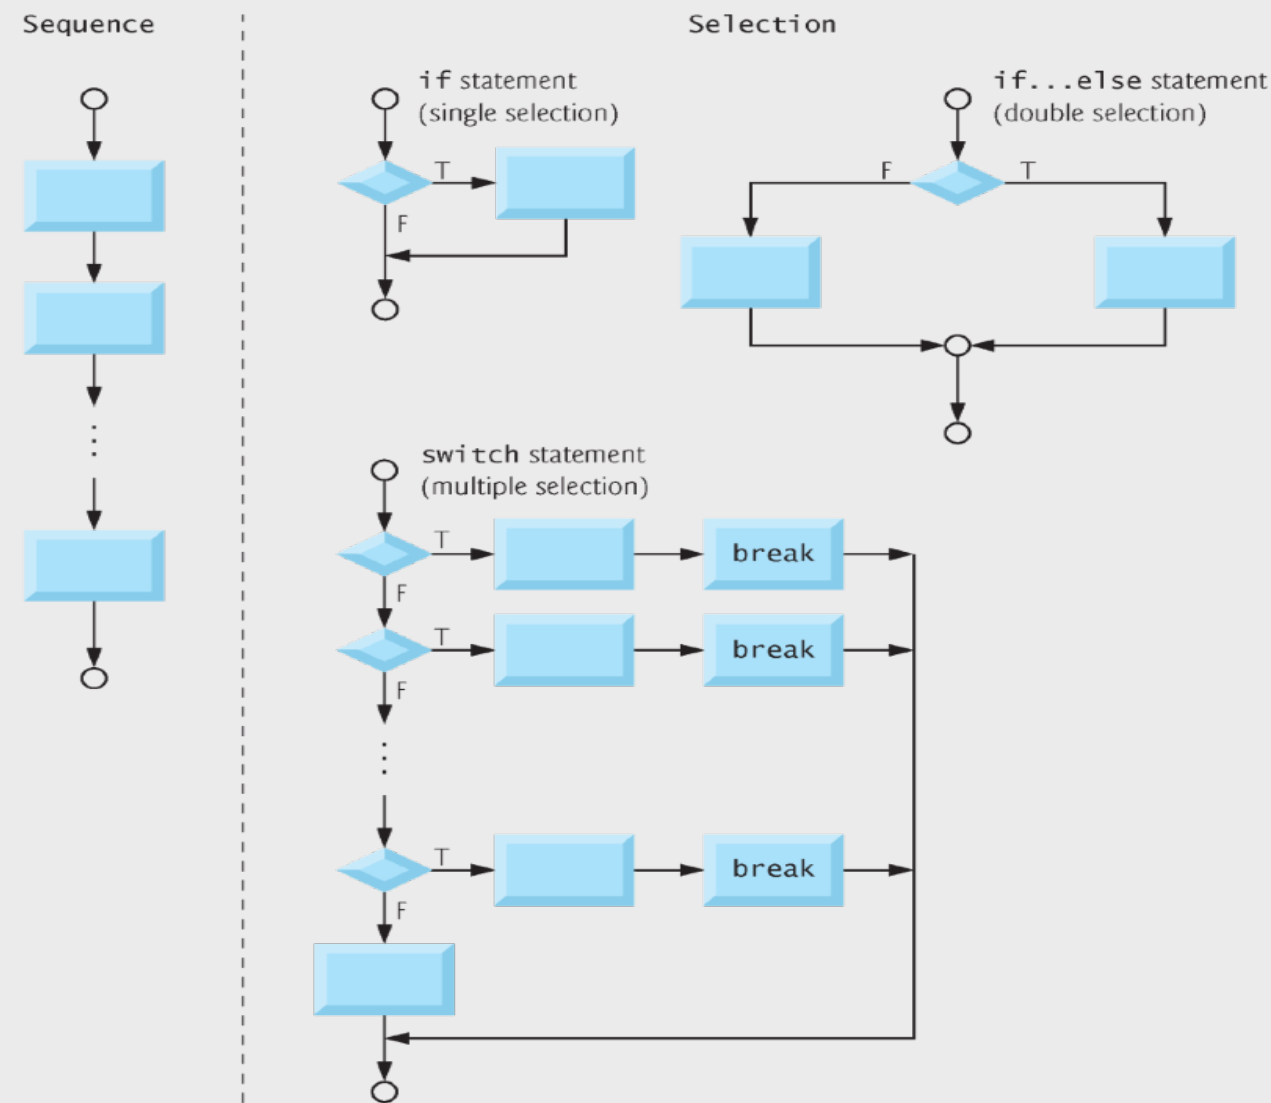 Sequence
Selection
if statement
(single selection)
T
F
if...else statement
(double selection)
F
T
switch statement
(multiple selection)
T
break
F
T
break
F
T
break
F